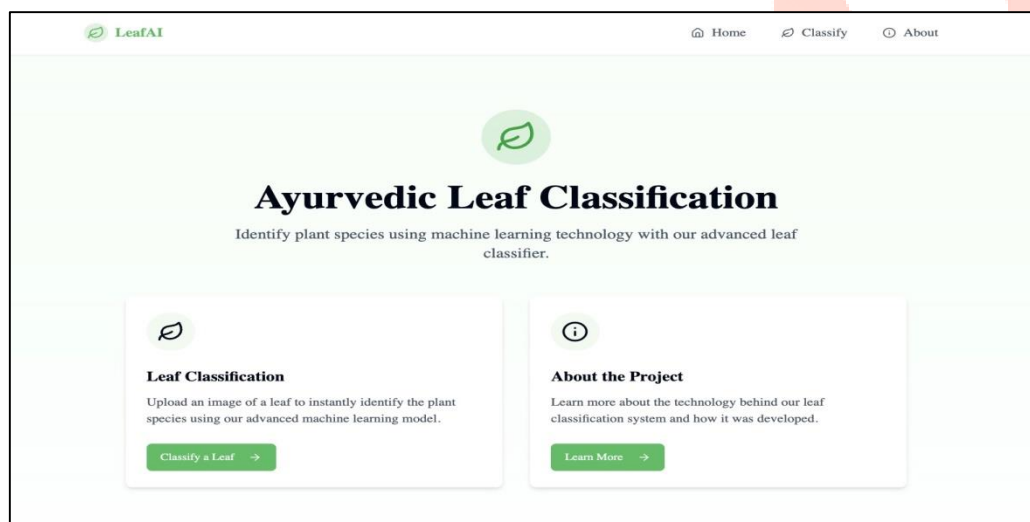 LeafAI
Home
Classify
About
Ayurvedic Leaf Classification
Identify plant species using machine learning technology with our advanced leaf
classifier.
Leaf Classification
Upload an image of a leaf to instantly identify the plant
species using our advanced machine learning model.
Classify a Leaf
About the Project
Learn more about the technology behind our leaf
classification system and how it was developed.
Learn More